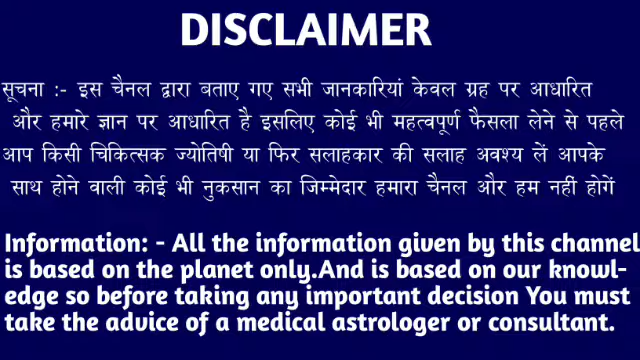 DISCLAIMER
सूचना :- इस चैनल द्वारा बताए गए सभी जानकारियां केवल ग्रह पर आधारित
और हमारे ज्ञान पर आधारित है इसलिए कोई भी महत्वपूर्ण फैसला लेने से पहले
आप किसी चिकित्सक ज्योतिषी या फिर सलाहकार की सलाह अवश्य लें आपके
साथ होने वाली कोई भी नुकसान का जिम्मेदार हमारा चैनल और हम नहीं होगें
Information: - All the information given by this channel
is based on the planet only.And is based on our knowl-
edge so before taking any important decision You must
take the advice of a medical astrologer or consultant.